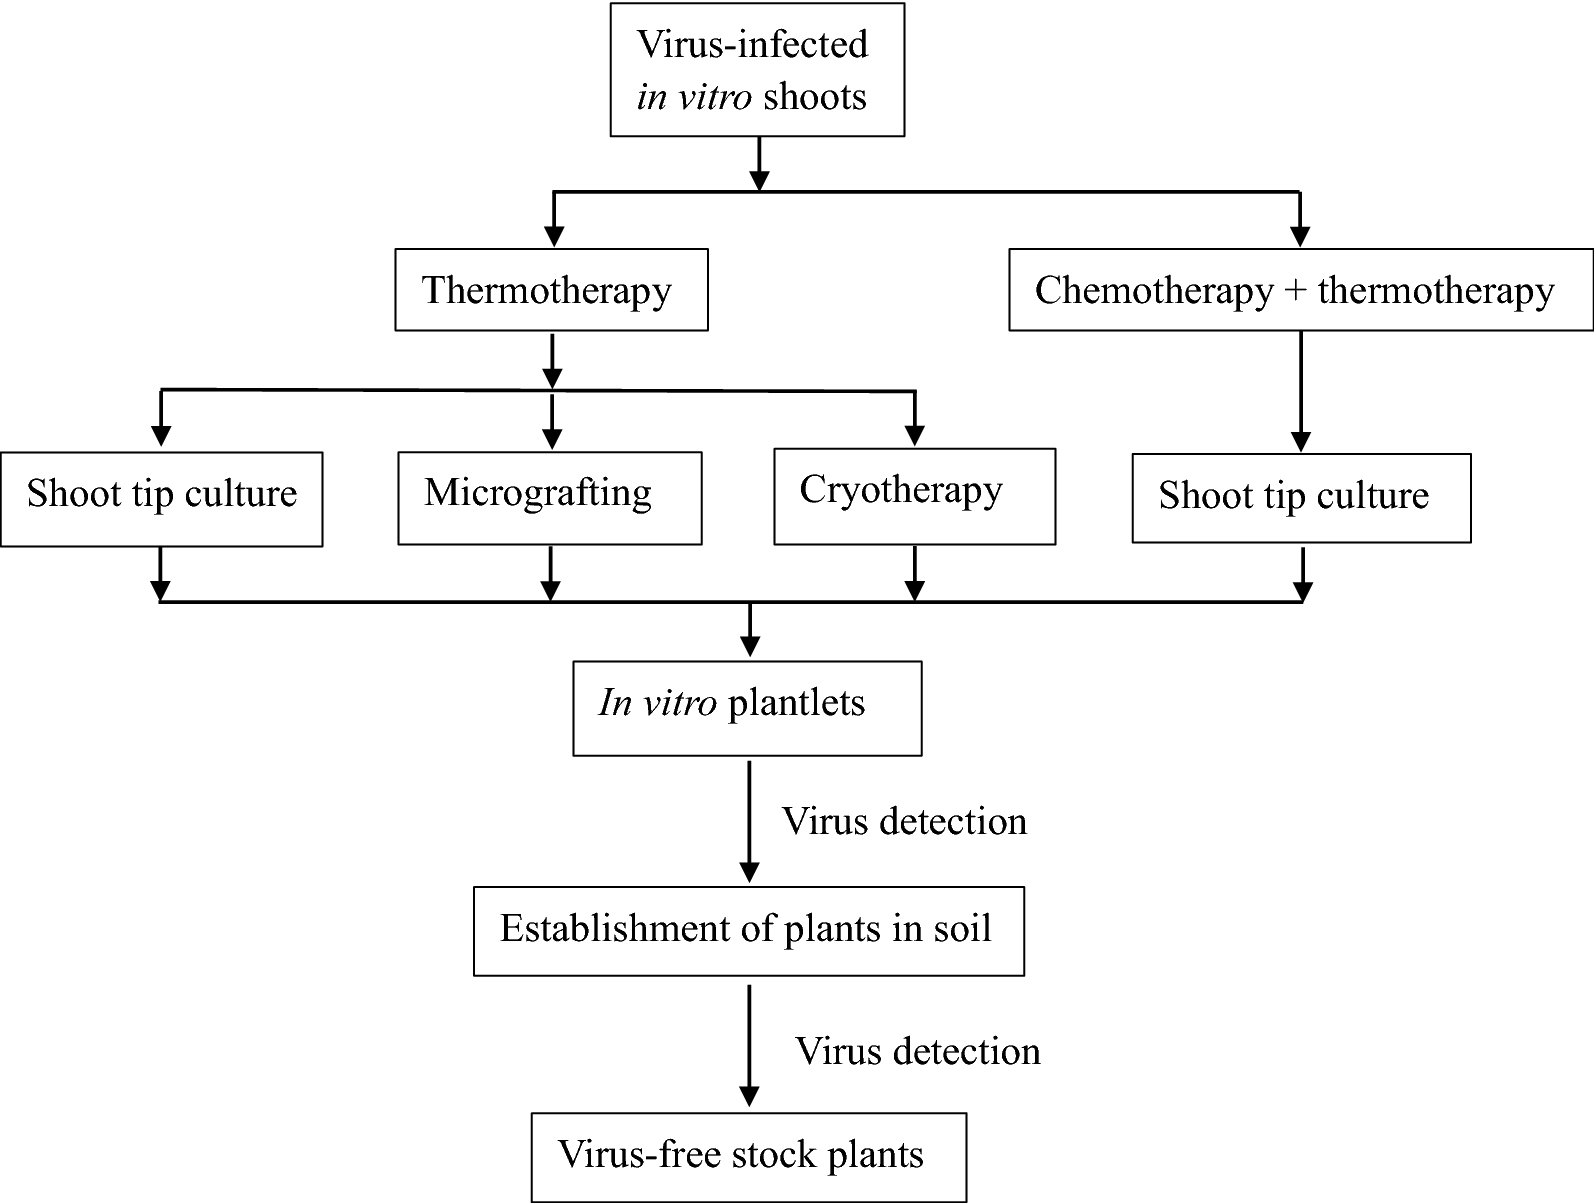 Virus-infected
in vitro shoots
Thermotherapy
Chemotherapy + thermotherapy
Shoot tip culture
Micrografting
Cryotherapy
Shoot tip culture
In vitro plantlets
Virus detection
Establishment of plants in soil
Virus detection
Virus-free stock plants